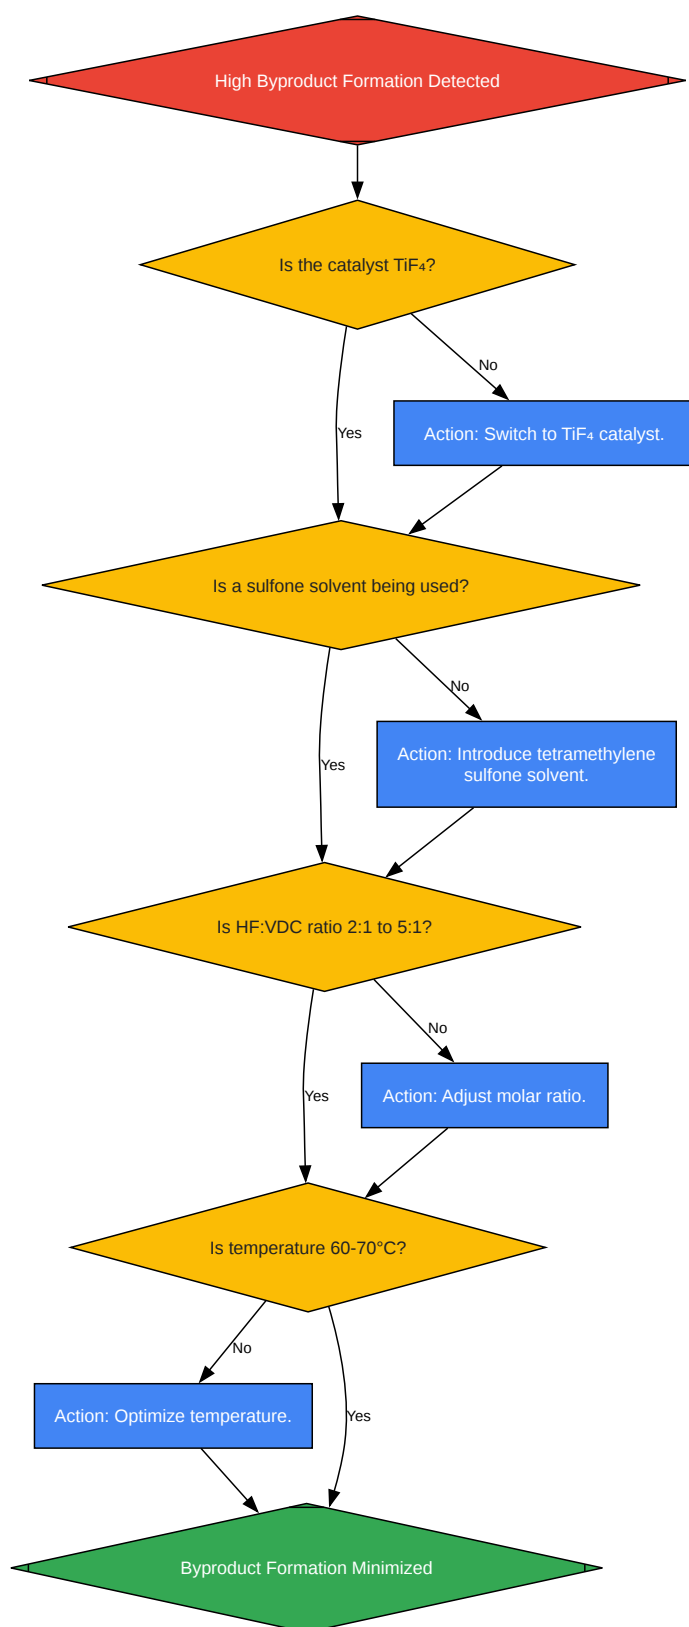 High Byproduct Formation Detected
Is the catalyst TiF₄?
No
Action: Switch to TiF₄ catalyst.
Yes
Is a sulfone solvent being used?
No
Action: Introduce tetramethylene
sulfone solvent.
Yes
Is HF:VDC ratio 2:1 to 5:1?
No
Action: Adjust molar ratio.
Yes
Is temperature 60-70°C?
No
Action: Optimize temperature.
Yes
Byproduct Formation Minimized